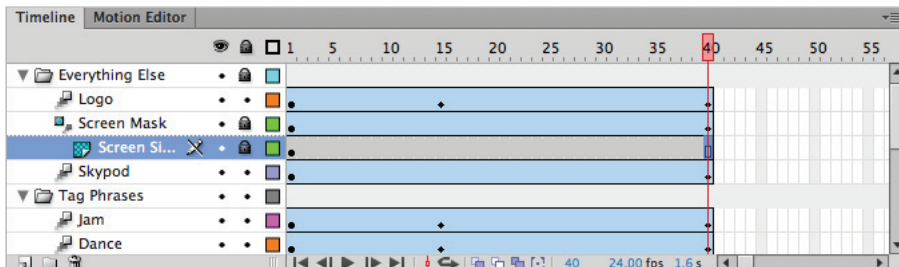 Timeline Motion Editor
1 5 10 15 20 25 30 35 40 45 50 55
Everything Else
Logo
Screen Mask
Screen Si...
Skypod
Tag Phrases
Jam
Dance
40 24.00 fps 1.6 s